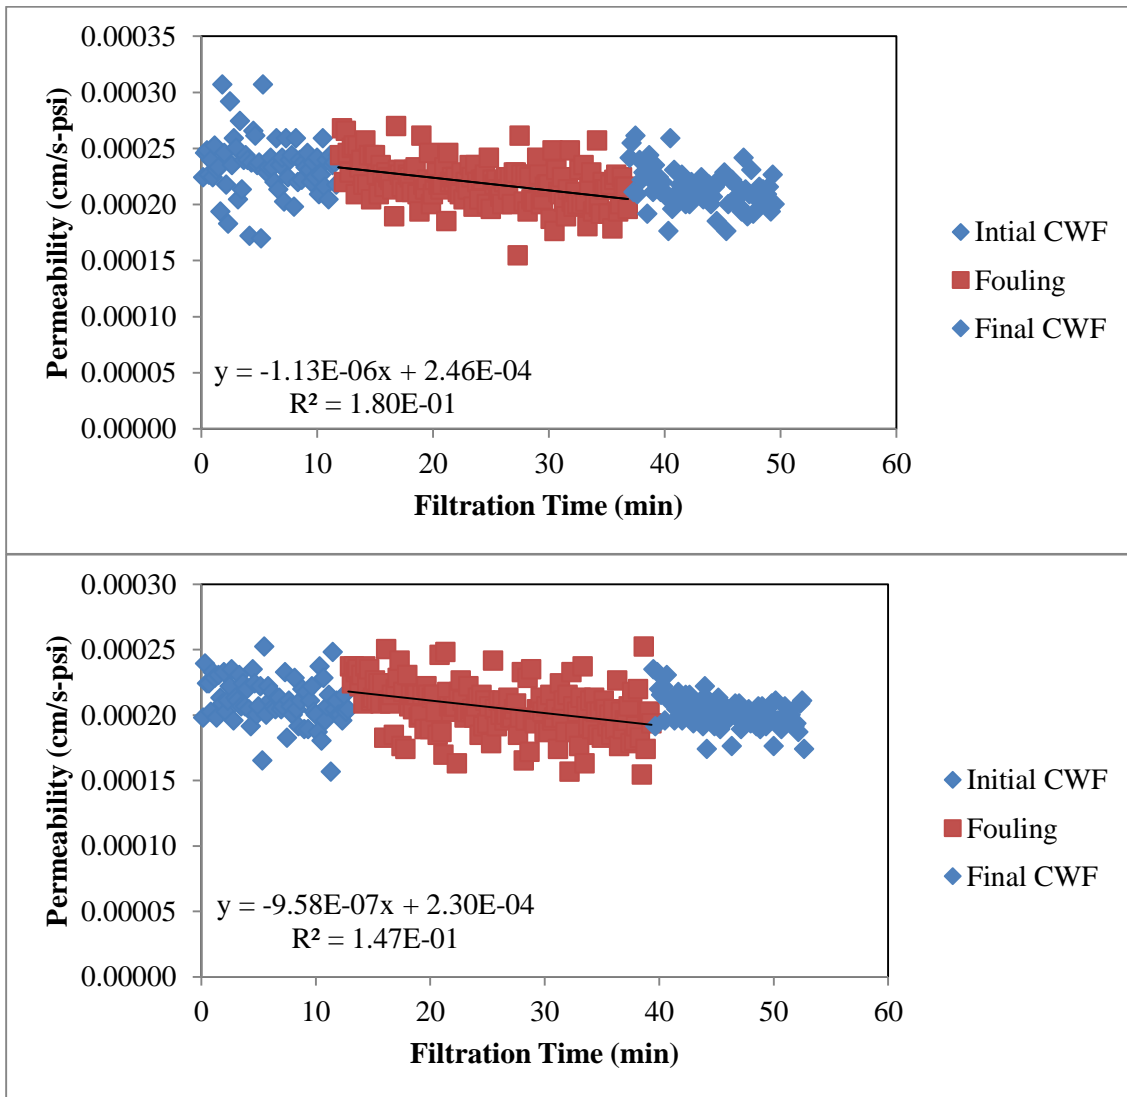 0.00035
0.00030
0.00025
0.00020
0.00015
0.00010
0.00005
0.00000
Permeability (cm/s-psi)
y = -1.13E-06x + 2.46E-04
R² = 1.80E-01
0 10 20 30 40 50 60
Filtration Time (min)
Intial CWF
Fouling
Final CWF
0.00030
0.00025
0.00020
0.00015
0.00010
0.00005
0.00000
Permeability (cm/s-psi)
y = -9.58E-07x + 2.30E-04
R² = 1.47E-01
0 10 20 30 40 50 60
Filtration Time (min)
Initial CWF
Fouling
Final CWF